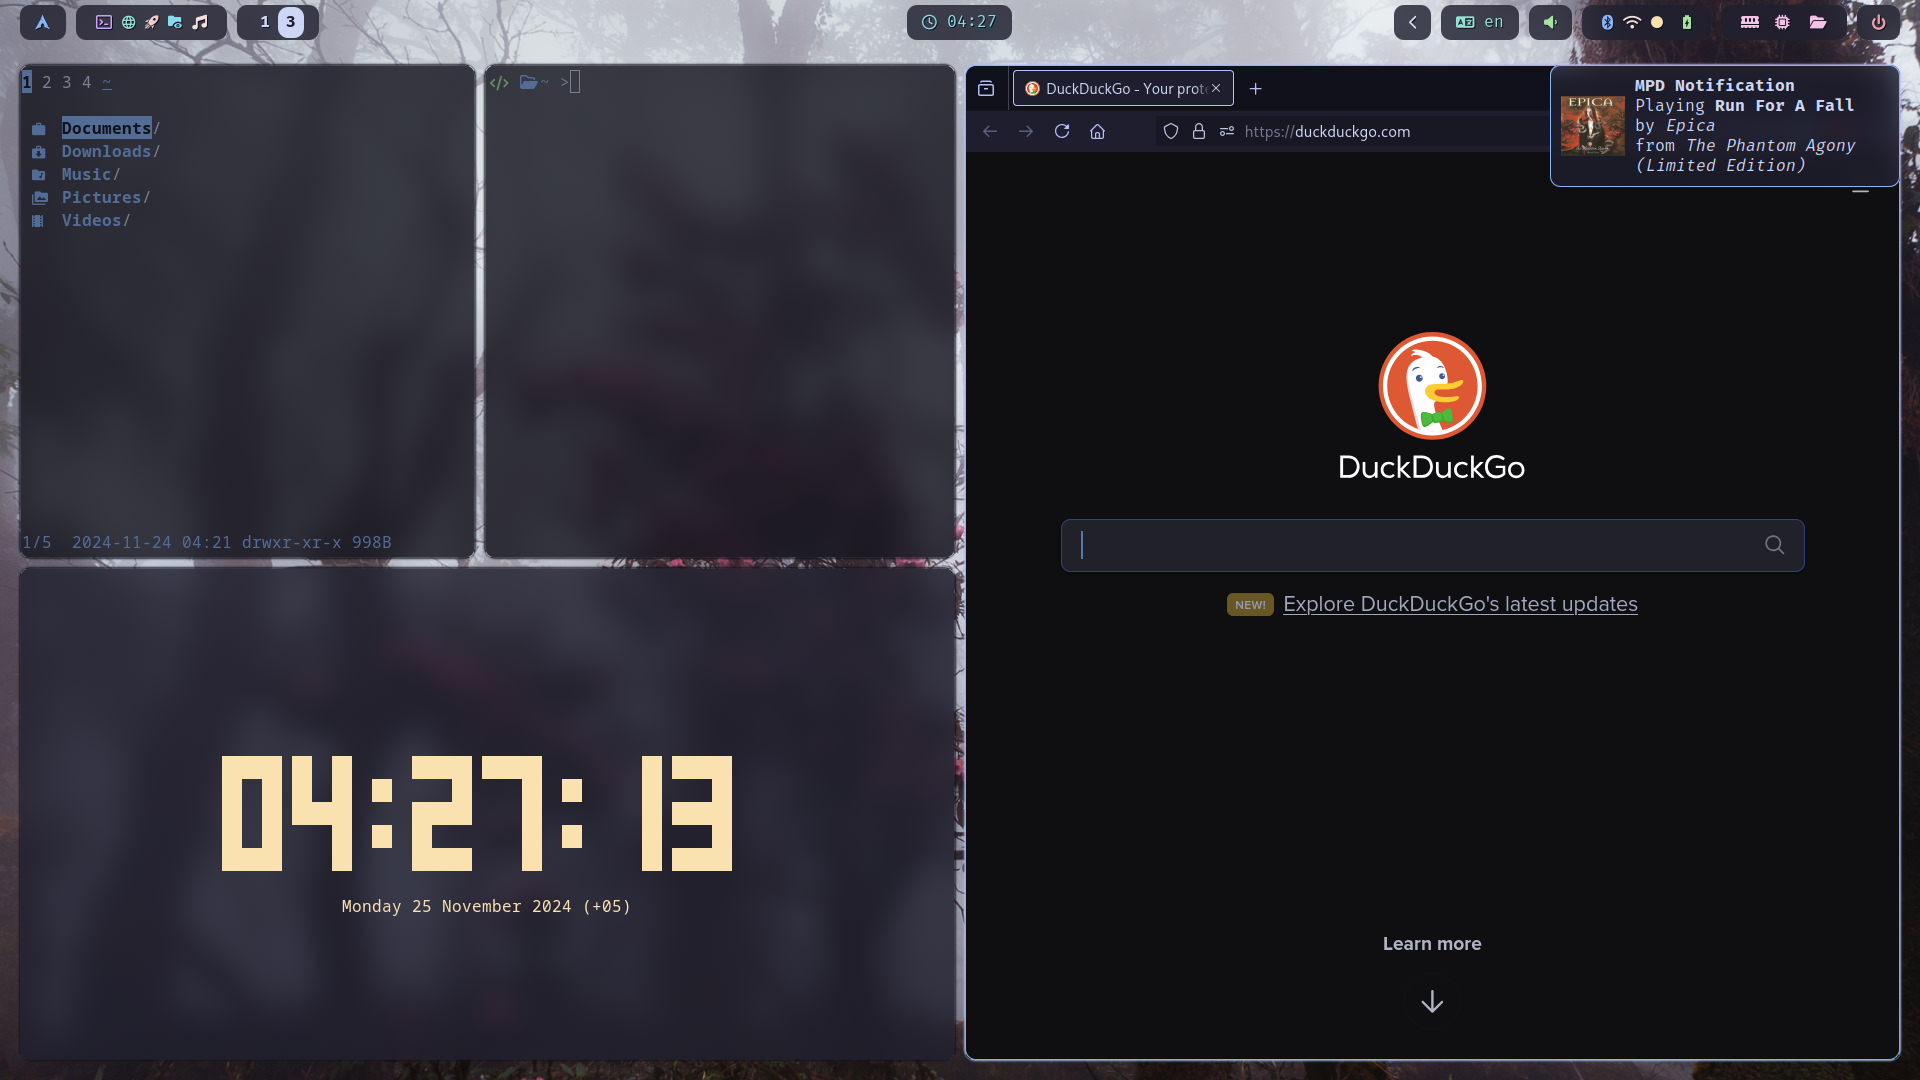 1 3
04:27
en
1 2 3 4 ~
Documents/
Downloads/
Music/
Pictures/
Videos/
1/5 2024-11-24 04:21 drwxr-xr-x 998B
</> ~ >
04:27:13
Monday 25 November 2024 (+05)
DuckDuckGo - Your prot
https://duckduckgo.com
MPD Notification
Playing Run For A Fall
by Epica
from The Phantom Agony
(Limited Edition)
EPICA
DuckDuckGo
NEW! Explore DuckDuckGo's latest updates
Learn more